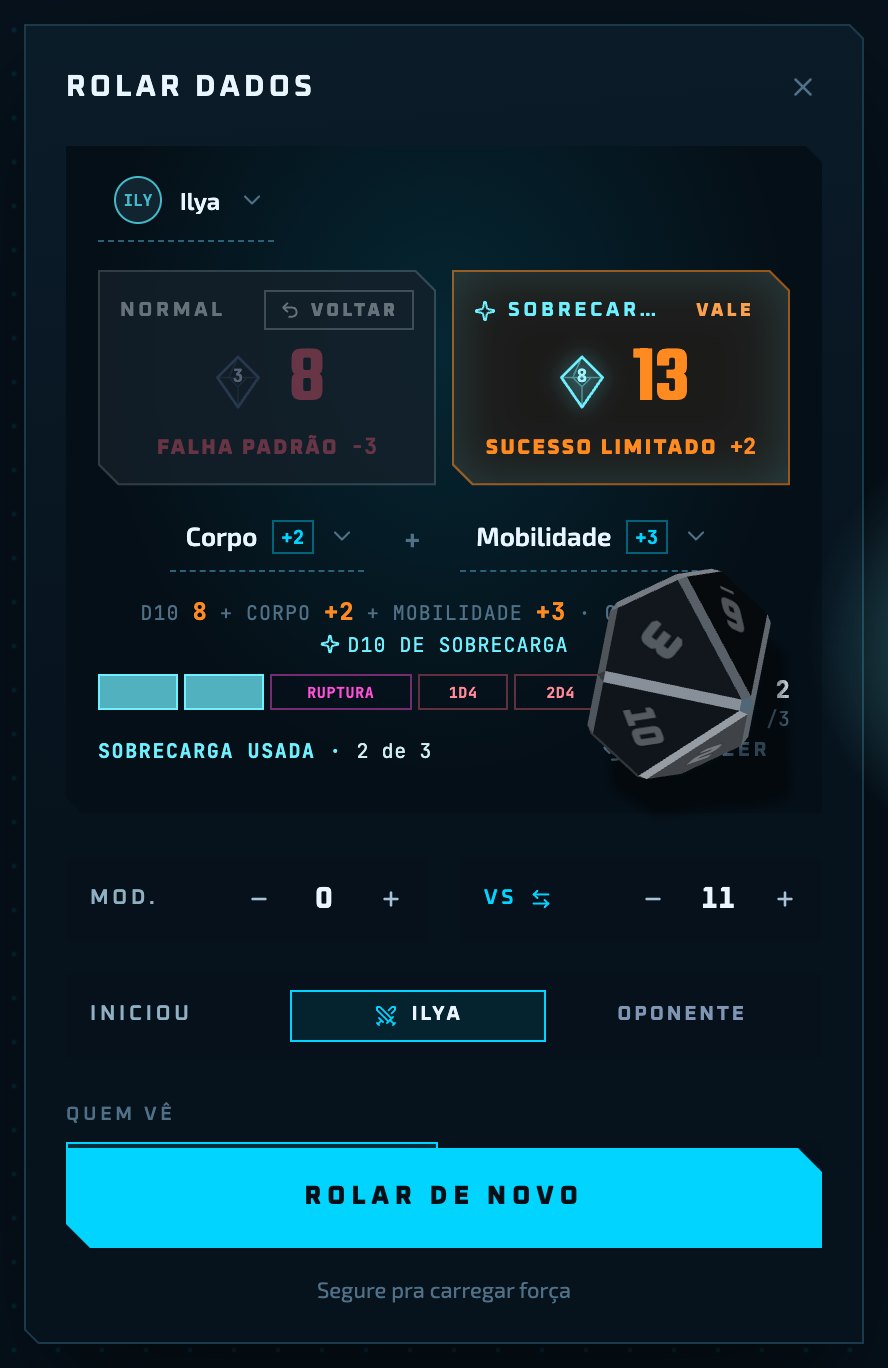 ROLAR DADOS
ILY Ilya
NORMAL VOLTAR
3 8
FALHA PADRÃO -3
SOBRECAR… VALE
8 13
SUCESSO LIMITADO +2
Corpo +2 + Mobilidade +3
D10 8 + CORPO +2 + MOBILIDADE +3 ·
D10 DE SOBRECARGA
RUPTURA 1D4 2D4
2
/3
SOBRECARGA USADA · 2 de 3
3
10
MOD. − 0 + VS − 11 +
INICIOU ILYA OPONENTE
QUEM VÊ
ROLAR DE NOVO
Segure pra carregar força